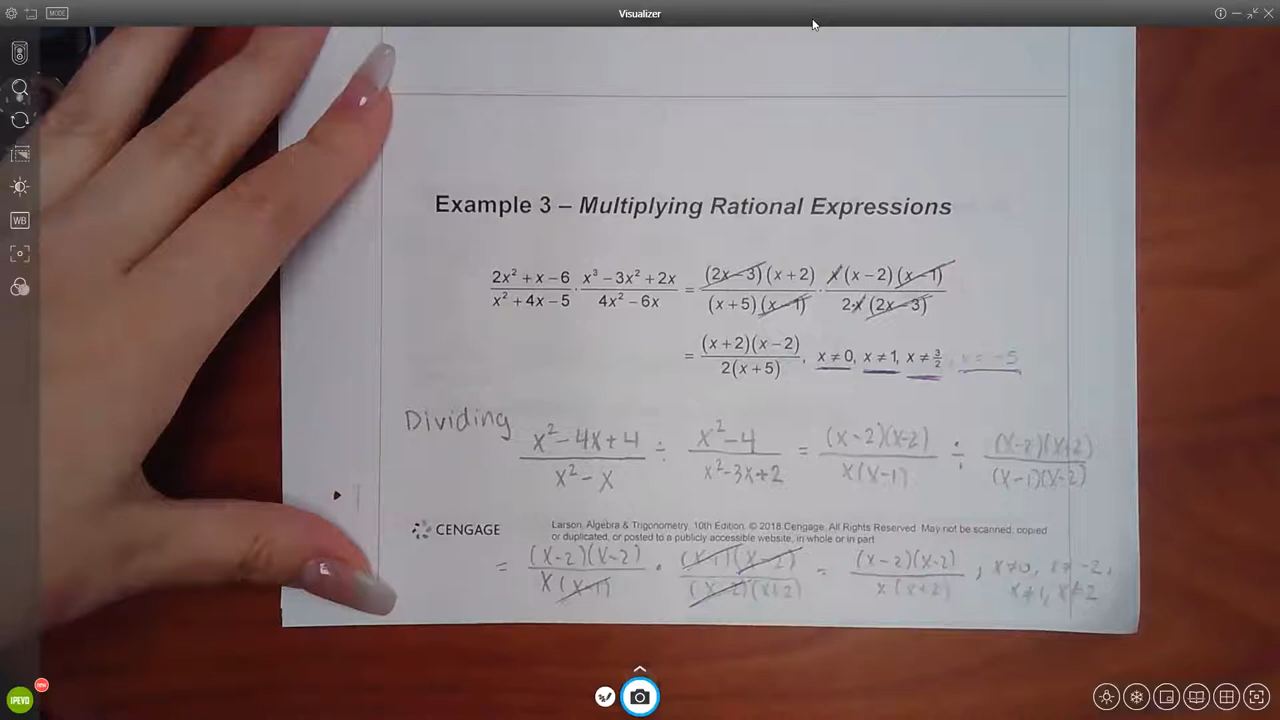 MODE
Visualizer
WB
Example 3 – Multiplying Rational Expressions
2x² + x − 6 / x² + 4x − 5 · x³ − 3x² + 2x / 4x² − 6x = (2x − 3)(x + 2) / (x + 5)(x − 1) · x(x − 2)(x − 1) / 2x(2x − 3)
= (x + 2)(x − 2) / 2(x + 5), x ≠ 0, x ≠ 1, x ≠ 3/2
Dividing x² − 4x + 4 / x² − x ÷ x² − 4 / x² − 3x + 2 = (x − 2)(x − 2) / x(x − 1) ÷ (x − 2)(x + 2) / (x − 1)(x − 2)
CENGAGE
Larson, Algebra & Trigonometry, 10th Edition. © 2018 Cengage. All Rights Reserved. May not be scanned, copied
or duplicated, or posted to a publicly accessible website, in whole or in part
= (x − 2)(x − 2) / x(x − 1) · (x − 1)(x − 2) / (x − 2)(x + 2) = (x − 2)(x − 2) / x(x + 2), x ≠ 0, x ≠ −2,
x ≠ 1, x ≠ 2
IPEVO
new